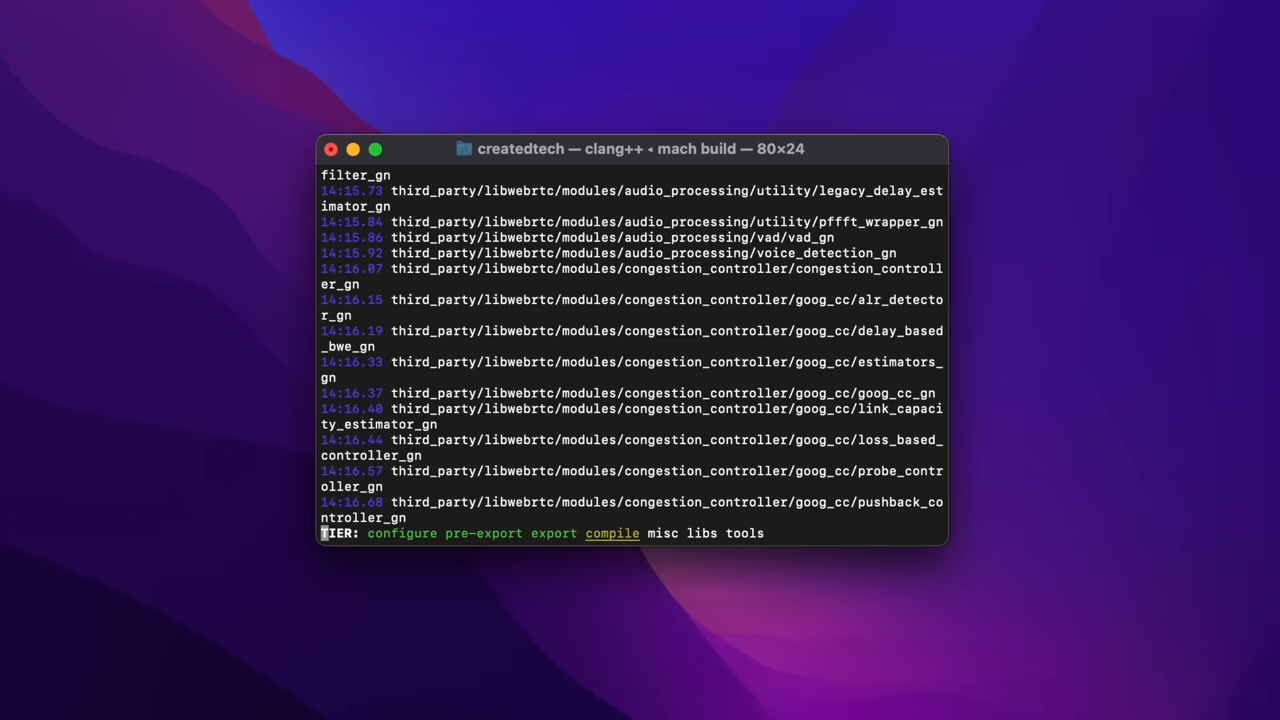 createdtech — clang++ ◂ mach build — 80×24
filter_gn
14:15.73 third_party/libwebrtc/modules/audio_processing/utility/legacy_delay_est
imator_gn
14:15.84 third_party/libwebrtc/modules/audio_processing/utility/pffft_wrapper_gn
14:15.86 third_party/libwebrtc/modules/audio_processing/vad/vad_gn
14:15.92 third_party/libwebrtc/modules/audio_processing/voice_detection_gn
14:16.07 third_party/libwebrtc/modules/congestion_controller/congestion_controll
er_gn
14:16.15 third_party/libwebrtc/modules/congestion_controller/goog_cc/alr_detecto
r_gn
14:16.19 third_party/libwebrtc/modules/congestion_controller/goog_cc/delay_based
_bwe_gn
14:16.33 third_party/libwebrtc/modules/congestion_controller/goog_cc/estimators_
gn
14:16.37 third_party/libwebrtc/modules/congestion_controller/goog_cc/goog_cc_gn
14:16.40 third_party/libwebrtc/modules/congestion_controller/goog_cc/link_capaci
ty_estimator_gn
14:16.44 third_party/libwebrtc/modules/congestion_controller/goog_cc/loss_based_
controller_gn
14:16.57 third_party/libwebrtc/modules/congestion_controller/goog_cc/probe_contr
oller_gn
14:16.68 third_party/libwebrtc/modules/congestion_controller/goog_cc/pushback_co
ntroller_gn
TIER: configure pre-export export compile misc libs tools